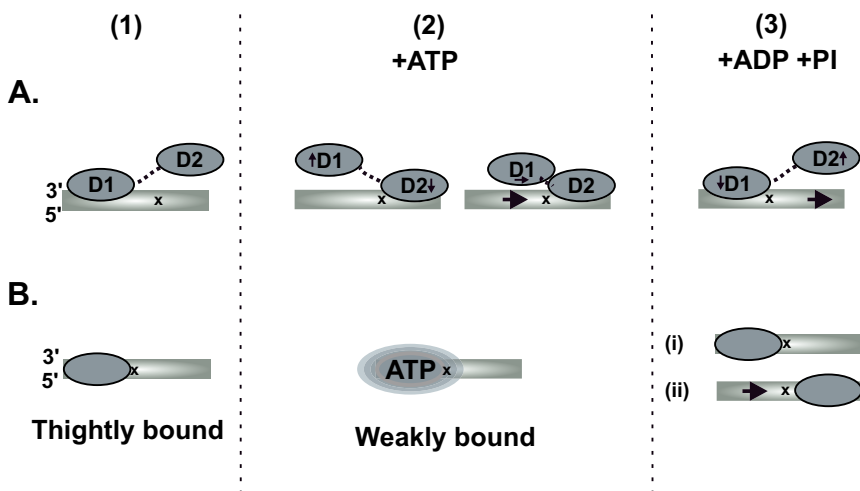 (1) (2) (3)
+ATP +ADP +PI
A.
D1 D2 D1 D2 D1 D2 D1 D2
3'
5'
x x x x
B.
3'
5'
x ATP x
(i) x
(ii) x
Thightly bound Weakly bound